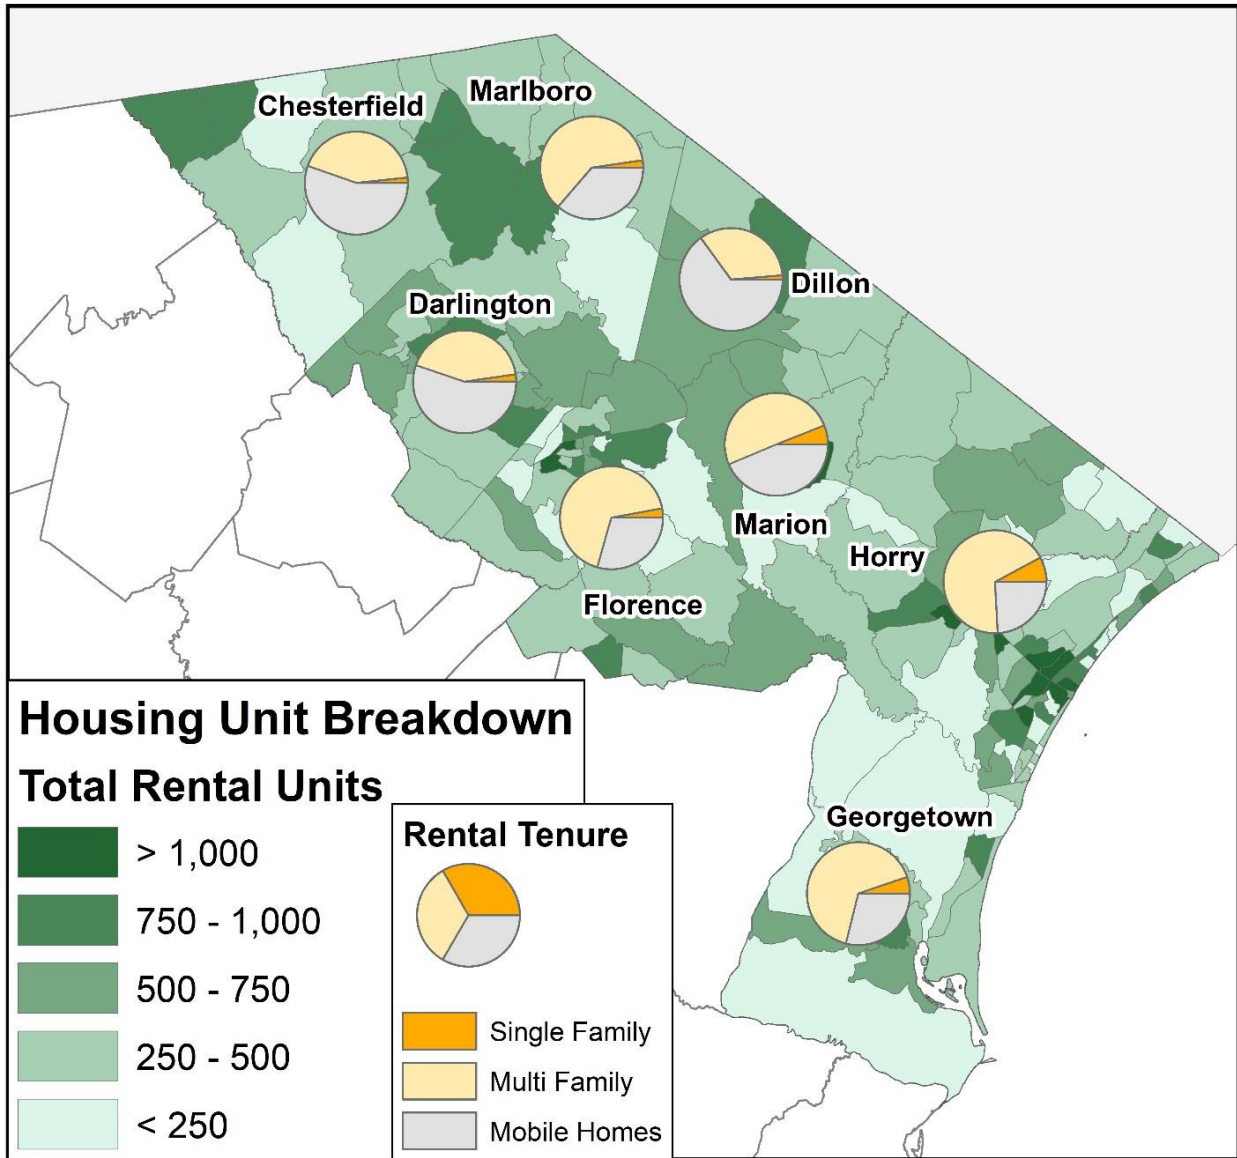 Marlboro
Chesterfield
Dillon
Darlington
Marion
Horry
Florence
Georgetown
Housing Unit Breakdown
Total Rental Units
> 1,000
750 - 1,000
500 - 750
250 - 500
< 250
Rental Tenure
Single Family
Multi Family
Mobile Homes